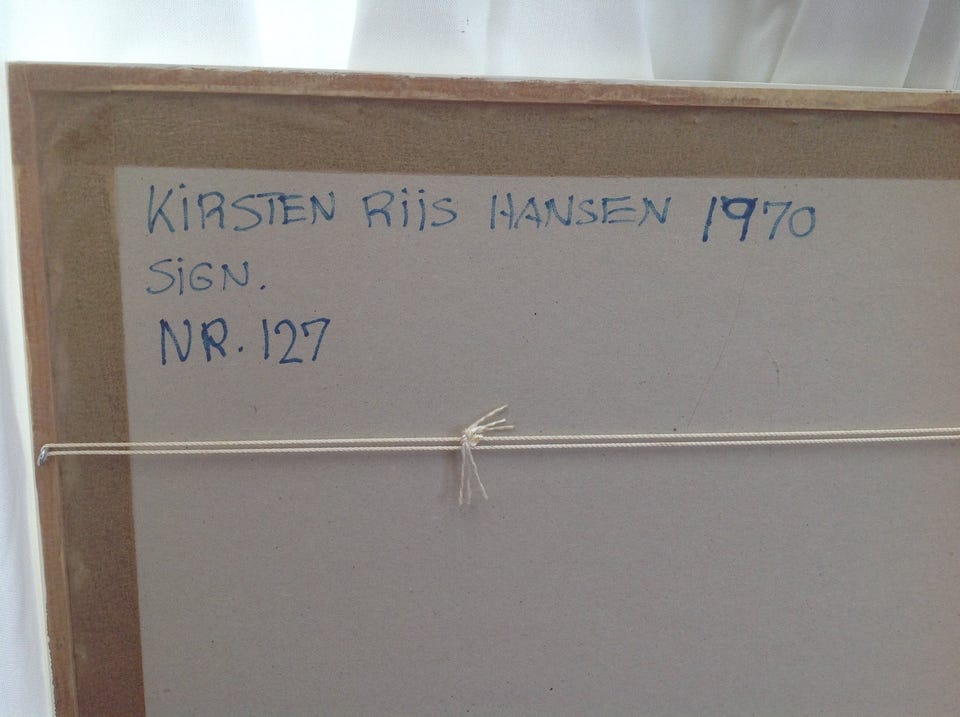 KiRSTEN RiiS HANSEN 1970
SiGN.
NR. 127